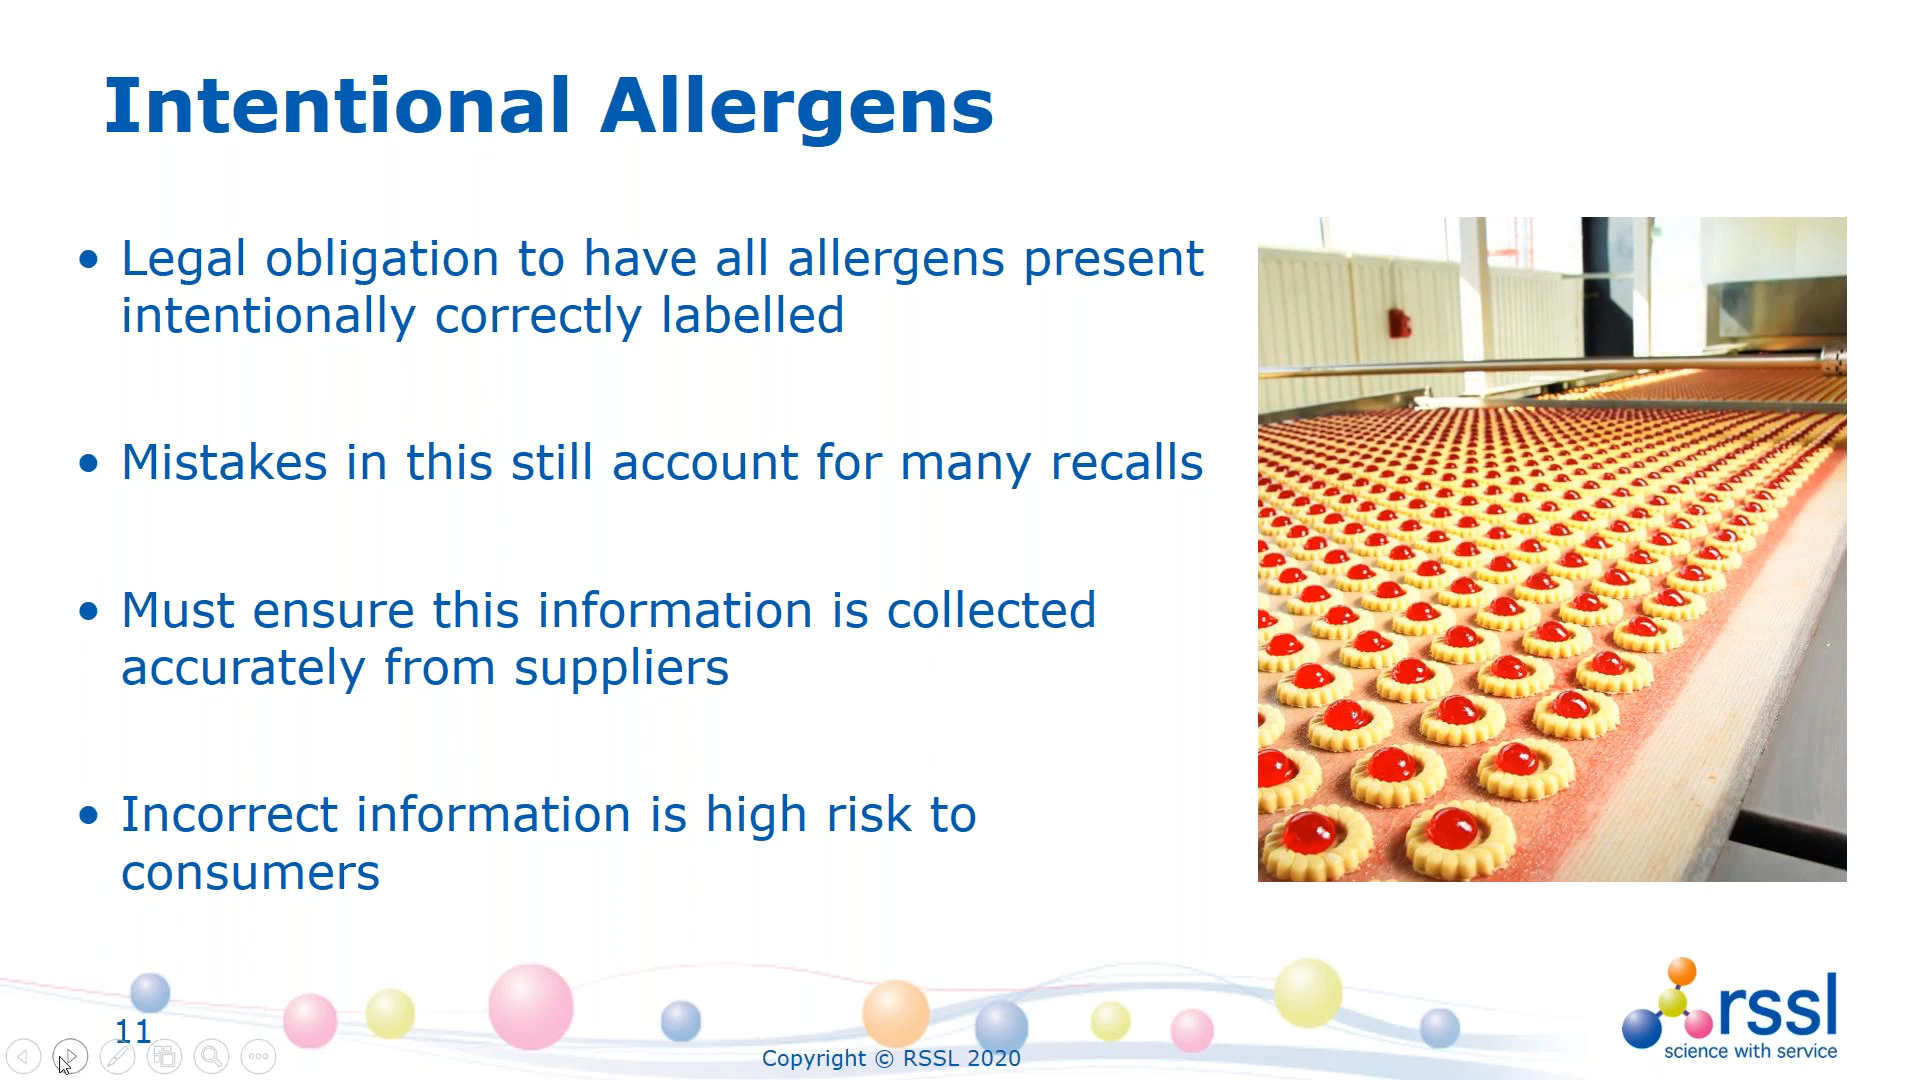 Intentional Allergens
• Legal obligation to have all allergens present
intentionally correctly labelled
• Mistakes in this still account for many recalls
• Must ensure this information is collected
accurately from suppliers
• Incorrect information is high risk to
consumers
11
Copyright © RSSL 2020
rssl
science with service